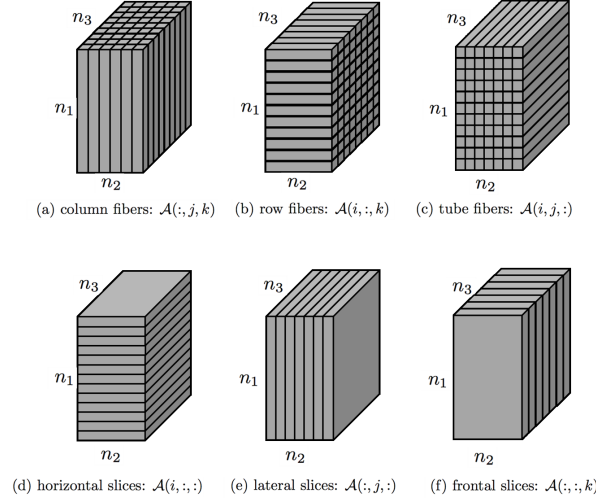 n₃ n₃ n₃
n₁ n₁ n₁
n₂ n₂ n₂
(a) column fibers: 𝒜(:, j, k) (b) row fibers: 𝒜(i, :, k) (c) tube fibers: 𝒜(i, j, :)
n₃ n₃ n₃
n₁ n₁ n₁
n₂ n₂ n₂
(d) horizontal slices: 𝒜(i, :, :) (e) lateral slices: 𝒜(:, j, :) (f) frontal slices: 𝒜(:, :, k)